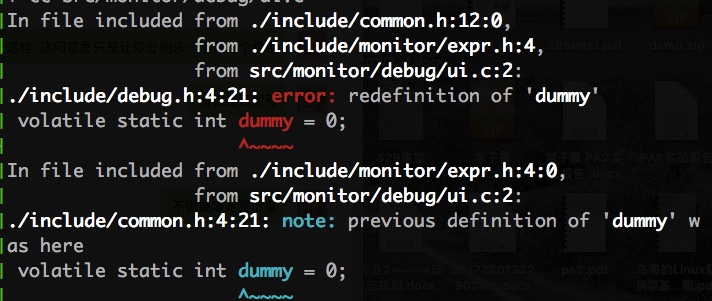 In file included from ./include/common.h:12:0,
from ./include/monitor/expr.h:4,
from src/monitor/debug/ui.c:2:
./include/debug.h:4:21: error: redefinition of 'dummy'
volatile static int dummy = 0;
^~~~~
In file included from ./include/monitor/expr.h:4:0,
from src/monitor/debug/ui.c:2:
./include/common.h:4:21: note: previous definition of 'dummy' w
as here
volatile static int dummy = 0;
^~~~~